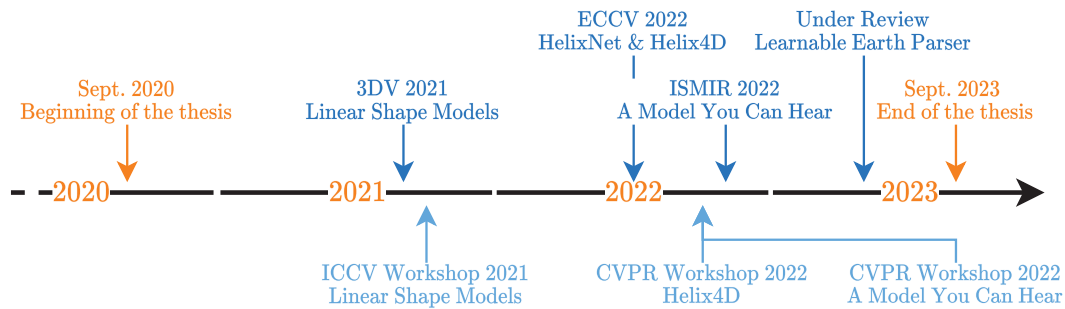 ECCV 2022
HelixNet & Helix4D
Under Review
Learnable Earth Parser
Sept. 2020
Beginning of the thesis
3DV 2021
Linear Shape Models
ISMIR 2022
A Model You Can Hear
Sept. 2023
End of the thesis
2020
2021
2022
2023
ICCV Workshop 2021
Linear Shape Models
CVPR Workshop 2022
Helix4D
CVPR Workshop 2022
A Model You Can Hear